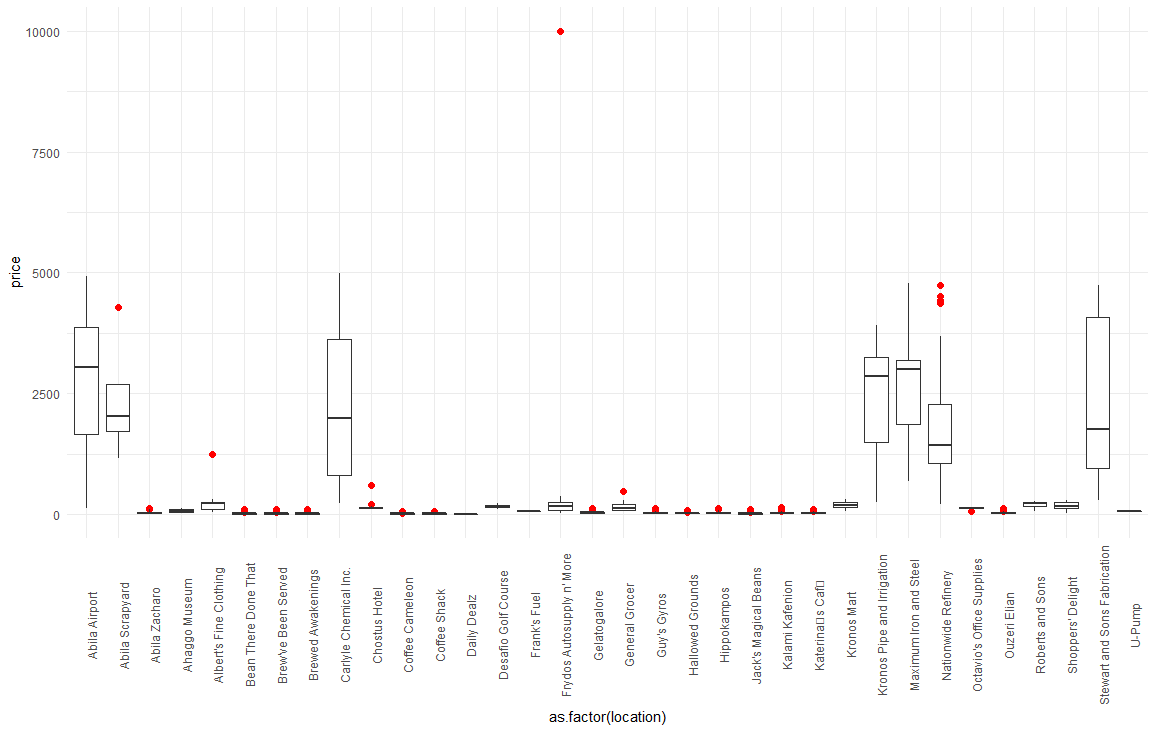 10000
7500
5000
2500
0
price
Abila Airport
Abila Scrapyard
Abila Zacharo
Ahaggo Museum
Albert's Fine Clothing
Bean There Done That
Brew've Been Served
Brewed Awakenings
Carlyle Chemical Inc.
Chostus Hotel
Coffee Cameleon
Coffee Shack
Daily Dealz
Desafio Golf Course
Frank's Fuel
Frydos Autosupply n' More
Gelatogalore
General Grocer
Guy's Gyros
Hallowed Grounds
Hippokampos
Jack's Magical Beans
Kalami Kafenion
Katerina□s Caf□
Kronos Mart
Kronos Pipe and Irrigation
Maximum Iron and Steel
Nationwide Refinery
Octavio's Office Supplies
Ouzeri Elian
Roberts and Sons
Shoppers' Delight
Stewart and Sons Fabrication
U-Pump
as.factor(location)